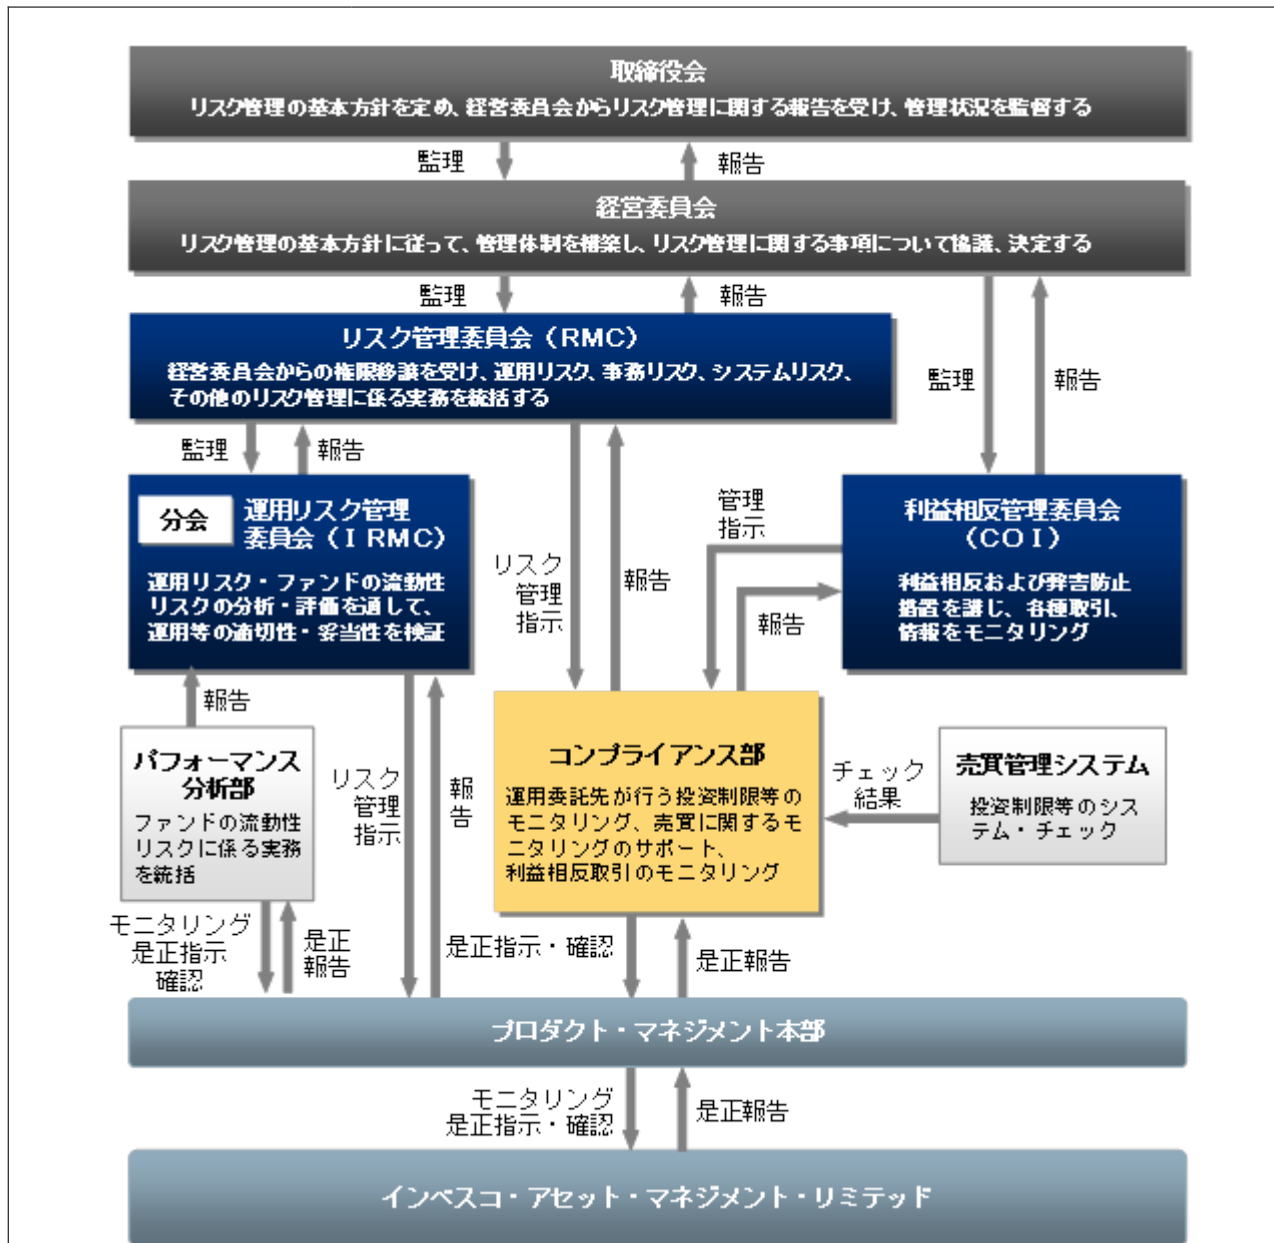 取締役会
リスク管理の基本方針を定め、経営委員会からリスク管理に関する報告を受け、管理状況を監督する
監理
報告
経営委員会
リスク管理の基本方針に従って、管理体制を構築し、リスク管理に関する事項について協議、決定する
監理
報告
リスク管理委員会（RMC）
経営委員会からの権限移譲を受け、運用リスク、事務リスク、システムリスク、
その他のリスク管理に係る実務を統括する
監理
報告
監理
報告
分会
運用リスク管理
委員会（ＩＲＭＣ）
運用リスク・ファンドの流動性
リスクの分析・評価を通して、
運用等の適切性・妥当性を検証
リスク
管理
指示
報告
管理
指示
報告
利益相反管理委員会
（ＣＯＩ）
利益相反および弊害防止
措置を講じ、各種取引、
情報をモニタリング
報告
パフォーマンス
分析部
ファンドの流動性
リスクに係る実務
を統括
リスク
管理
指示
報
告
コンプライアンス部
運用委託先が行う投資制限等の
モニタリング、売買に関するモ
ニタリングのサポート、
利益相反取引のモニタリング
チェック
結果
売買管理システム
投資制限等のシス
テム・チェック
モニタリング
是正指示
確認
是正
報告
是正指示・確認
是正報告
プロダクト・マネジメント本部
モニタリング
是正指示・確認
是正報告
インベスコ・アセット・マネジメント・リミテッド